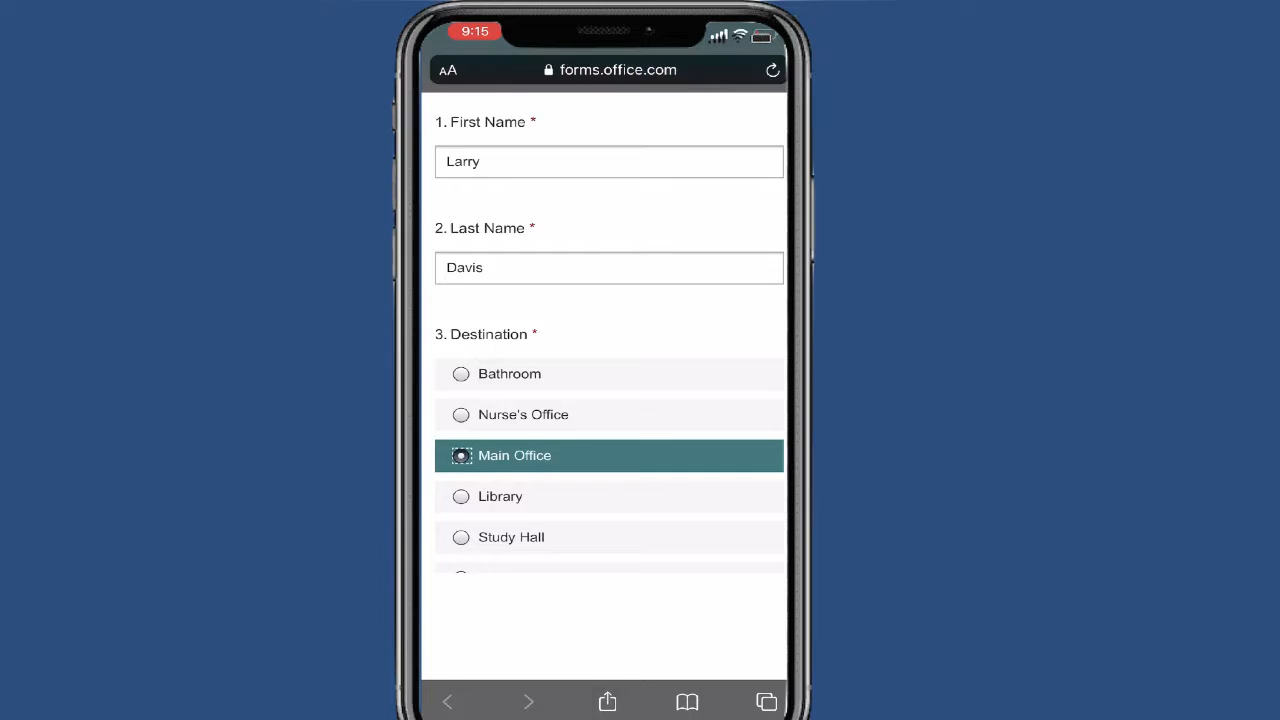 9:15
AA forms.office.com
1. First Name *
Larry
2. Last Name *
Davis
3. Destination *
Bathroom
Nurse's Office
Main Office
Library
Study Hall